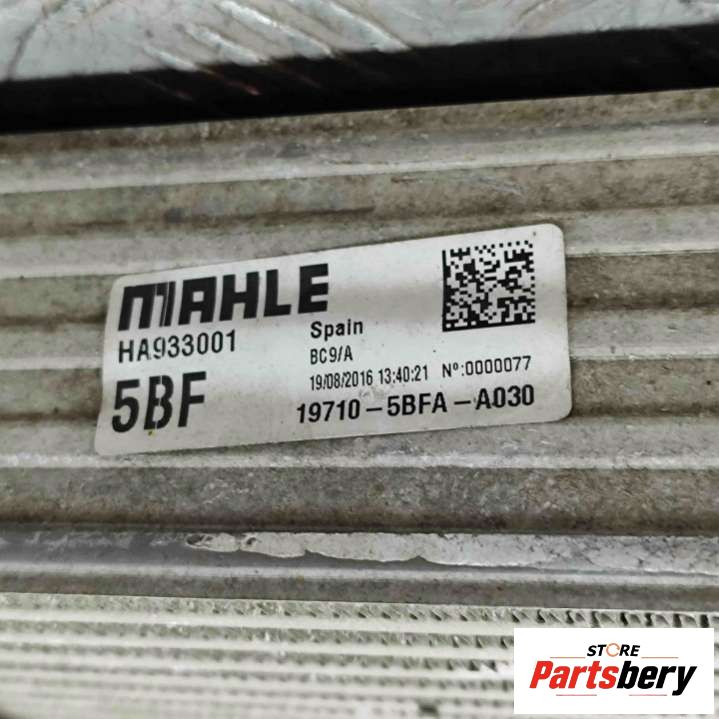 MAHLE
HA933001
5BF
Spain
BC9/A
19/08/2016 13:40:21 Nº:0000077
19710-5BFA-A030
STORE
Partsbery